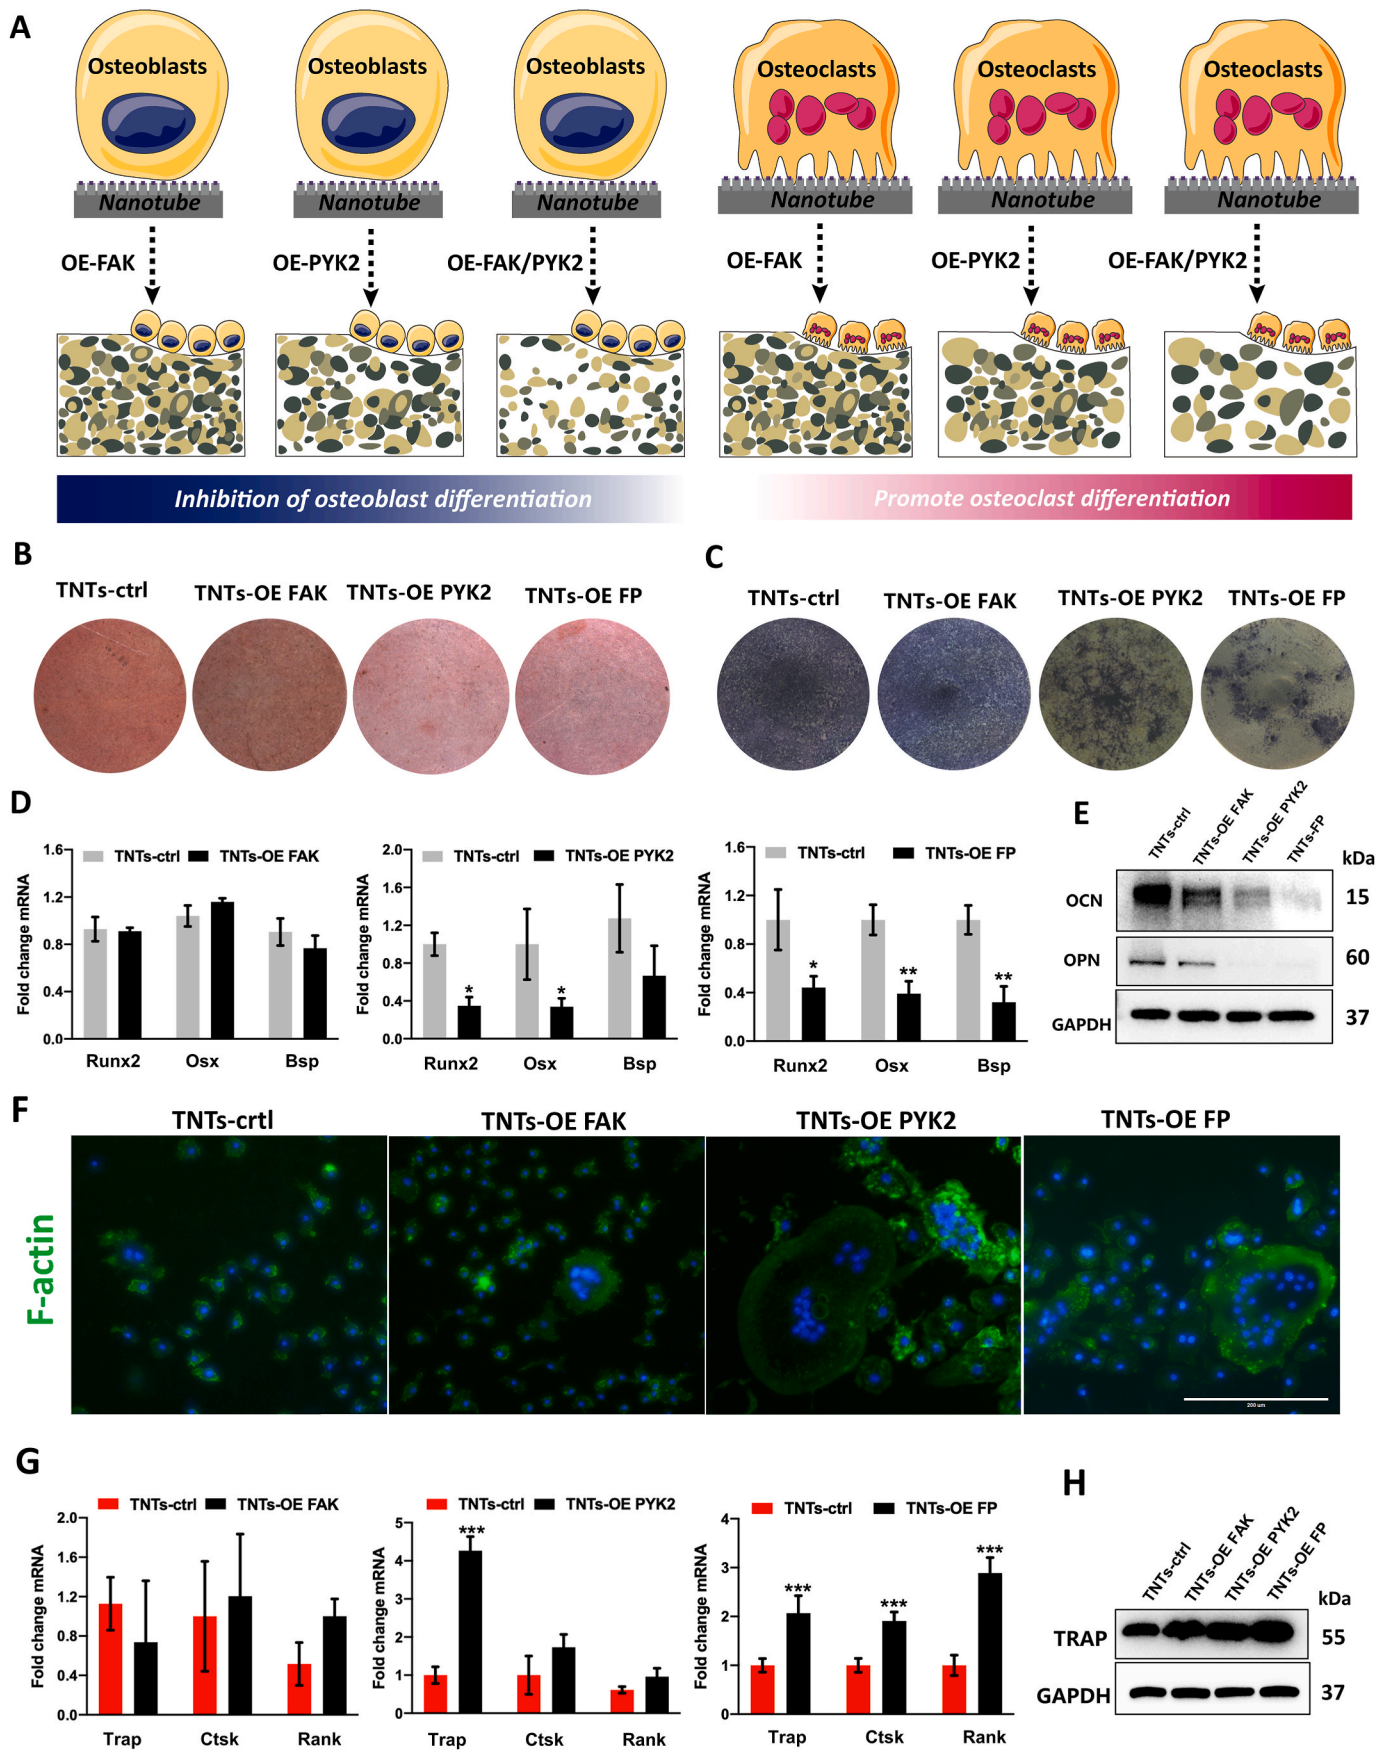 A
Osteoblasts Osteoblasts Osteoblasts Osteoclasts Osteoclasts Osteoclasts
Nanotube Nanotube Nanotube Nanotube Nanotube Nanotube
OE-FAK OE-PYK2 OE-FAK/PYK2 OE-FAK OE-PYK2 OE-FAK/PYK2
Inhibition of osteoblast differentiation Promote osteoclast differentiation
B
TNTs-ctrl TNTs-OE FAK TNTs-OE PYK2 TNTs-OE FP
C
TNTs-ctrl TNTs-OE FAK TNTs-OE PYK2 TNTs-OE FP
D
TNTs-ctrl TNTs-OE FAK
Fold change mRNA
1.6
1.2
0.8
0.4
0.0
Runx2 Osx Bsp
TNTs-ctrl TNTs-OE PYK2
Fold change mRNA
2.0
1.6
1.2
0.8
0.4
0.0
* *
Runx2 Osx Bsp
TNTs-ctrl TNTs-OE FP
Fold change mRNA
1.6
1.2
0.8
0.4
0.0
* ** **
Runx2 Osx Bsp
E
TNTs-ctrl TNTs-OE FAK TNTs-OE PYK2 TNTs-FP
kDa
OCN 15
OPN 60
GAPDH 37
F
TNTs-crtl TNTs-OE FAK TNTs-OE PYK2 TNTs-OE FP
F-actin
200 um
G
TNTs-ctrl TNTs-OE FAK
Fold change mRNA
2.0
1.6
1.2
0.8
0.4
0.0
Trap Ctsk Rank
TNTs-ctrl TNTs-OE PYK2
Fold change mRNA
5
4
3
2
1
0
***
Trap Ctsk Rank
TNTs-ctrl TNTs-OE FP
Fold change mRNA
4
3
2
1
0
*** *** ***
Trap Ctsk Rank
H
TNTs-ctrl TNTs-OE FAK TNTs-OE PYK2 TNTs-OE FP
kDa
TRAP 55
GAPDH 37